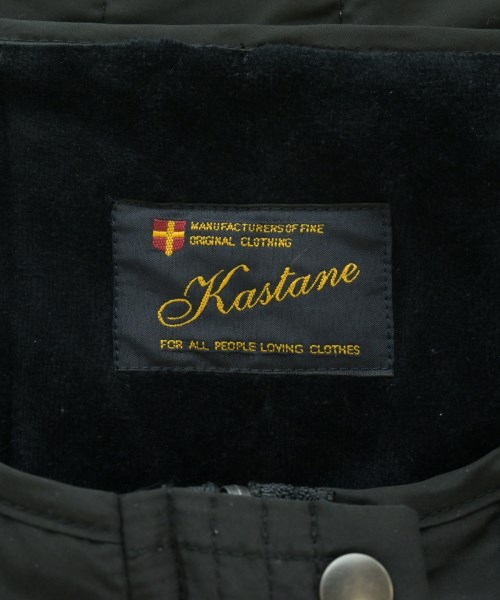 MANUFACTURERS OF FINE
ORIGINAL CLOTHING
Kastane
FOR ALL PEOPLE LOVING CLOTHES